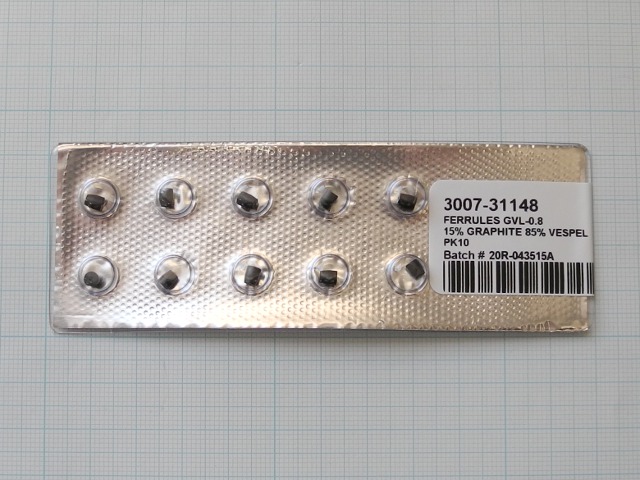 3007-31148
FERRULES GVL-0.8
15% GRAPHITE 85% VESPEL
PK10
Batch # 20R-043515A